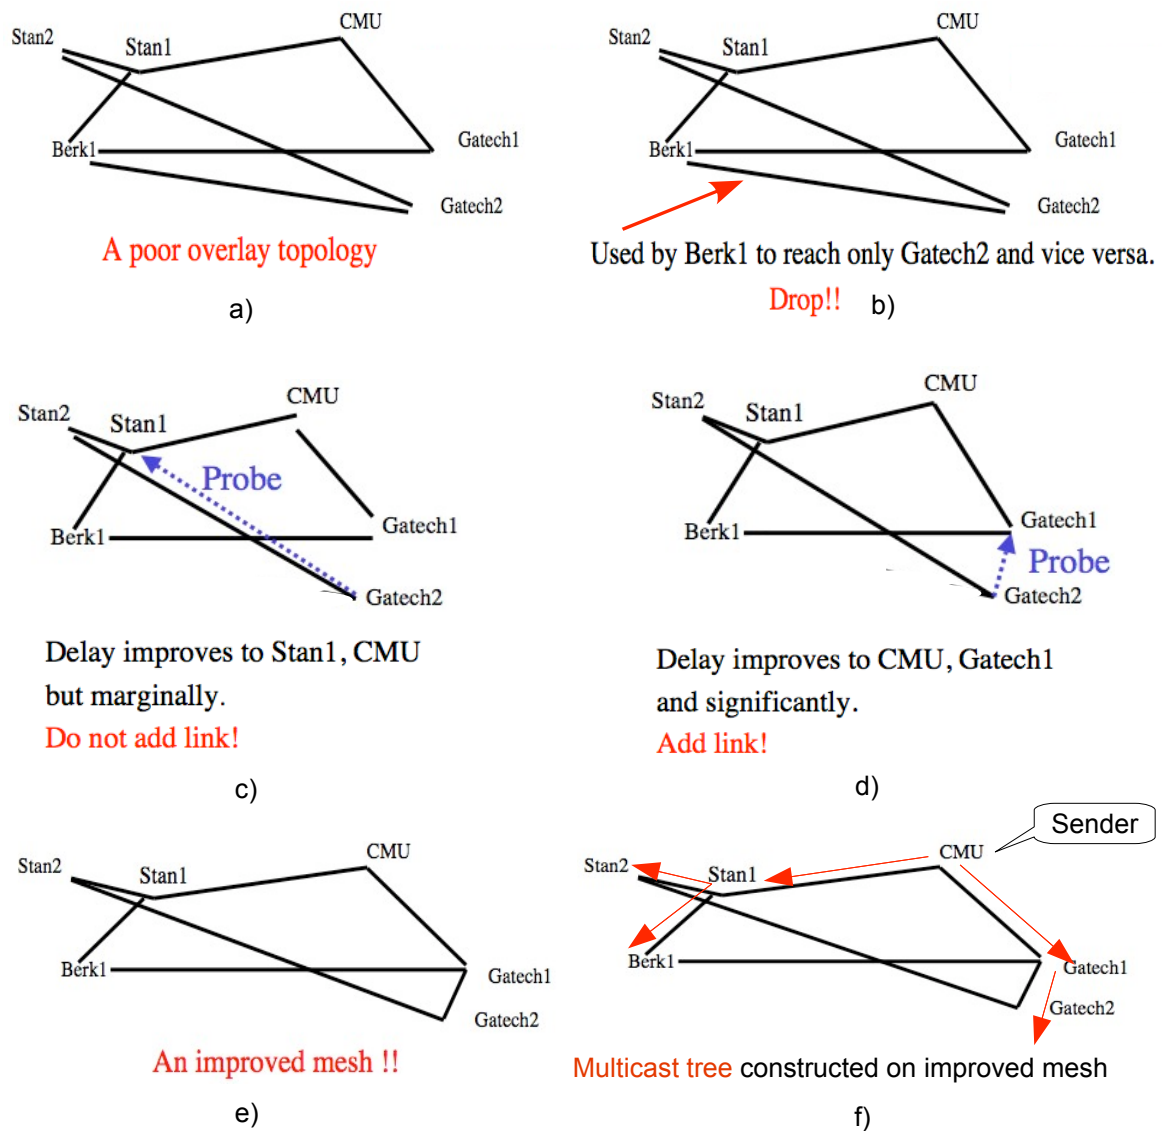 Stan2
Stan1
CMU
Berk1
Gatech1
Gatech2
A poor overlay topology
a)
Stan2
Stan1
CMU
Berk1
Gatech1
Gatech2
Used by Berk1 to reach only Gatech2 and vice versa.
Drop!!
b)
Stan2
Stan1
CMU
Probe
Berk1
Gatech1
Gatech2
Delay improves to Stan1, CMU
but marginally.
Do not add link!
c)
Stan2
Stan1
CMU
Berk1
Gatech1
Probe
Gatech2
Delay improves to CMU, Gatech1
and significantly.
Add link!
d)
Stan2
Stan1
CMU
Berk1
Gatech1
Gatech2
An improved mesh !!
e)
Sender
Stan2
Stan1
CMU
Berk1
Gatech1
Gatech2
Multicast tree constructed on improved mesh
f)